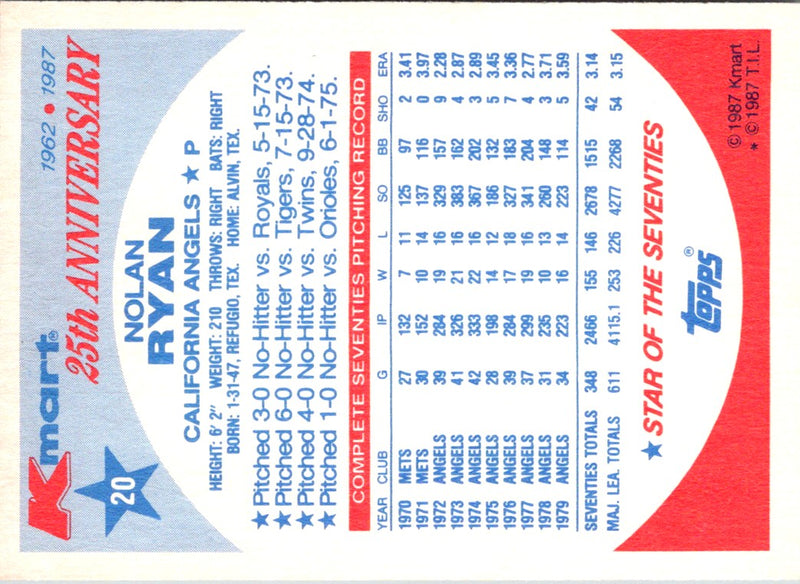 Kmart®
1962 • 1987
25th ANNIVERSARY
20
NOLAN
RYAN
CALIFORNIA ANGELS ★ P
HEIGHT: 6' 2" WEIGHT: 210 THROWS: RIGHT BATS: RIGHT
BORN: 1-31-47, REFUGIO, TEX. HOME: ALVIN, TEX.
★ Pitched 3-0 No-Hitter vs. Royals, 5-15-73.
★ Pitched 6-0 No-Hitter vs. Tigers, 7-15-73.
★ Pitched 4-0 No-Hitter vs. Twins, 9-28-74.
★ Pitched 1-0 No-Hitter vs. Orioles, 6-1-75.
COMPLETE SEVENTIES PITCHING RECORD
YEAR CLUB G IP W L SO BB SHO ERA
1970 METS 27 132 7 11 125 97 2 3.41
1971 METS 30 152 10 14 137 116 0 3.97
1972 ANGELS 39 284 19 16 329 157 9 2.28
1973 ANGELS 41 326 21 16 383 162 4 2.87
1974 ANGELS 42 333 22 16 367 202 3 2.89
1975 ANGELS 28 198 14 12 186 132 5 3.45
1976 ANGELS 39 284 17 18 327 183 7 3.36
1977 ANGELS 37 299 19 16 341 204 4 2.77
1978 ANGELS 31 235 10 13 260 148 3 3.71
1979 ANGELS 34 223 16 14 223 114 5 3.59
SEVENTIES TOTALS 348 2466 155 146 2678 1515 42 3.14
MAJ. LEA. TOTALS 611 4115.1 253 226 4277 2268 54 3.15
★ STAR OF THE SEVENTIES
TOPPS®
© 1987 Kmart
* © 1987 T.I.L.